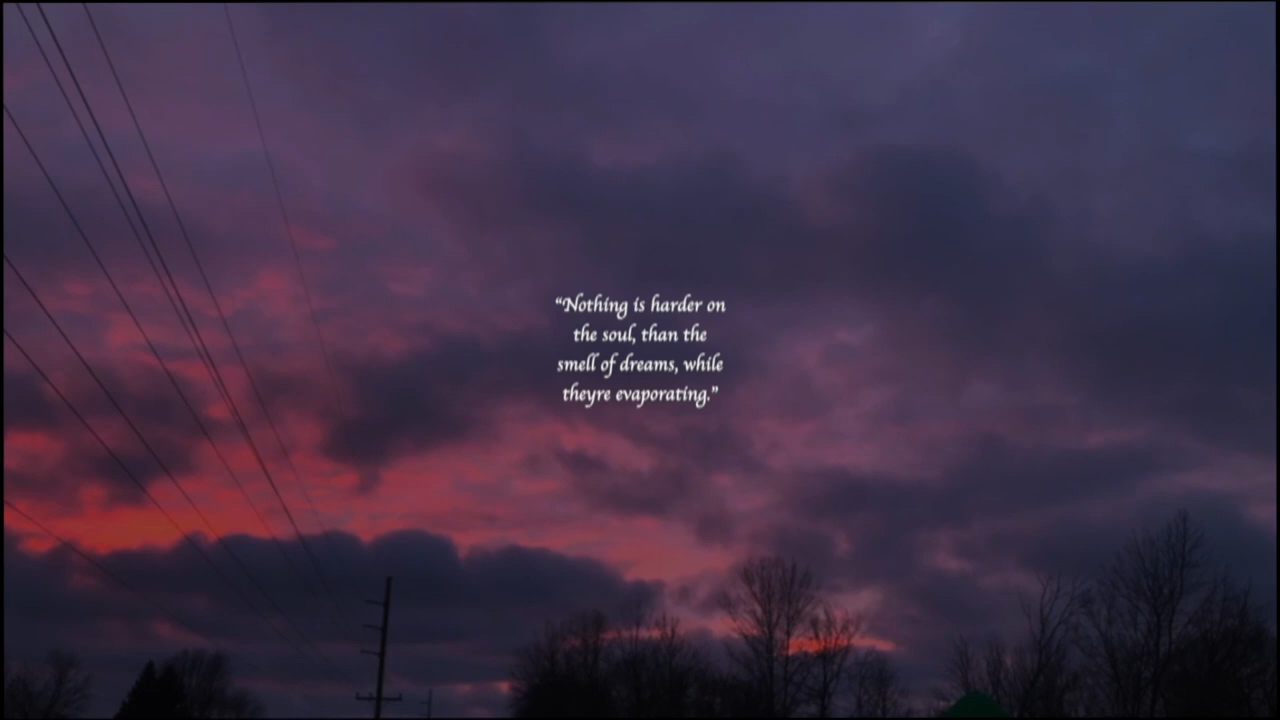 “Nothing is harder on
the soul, than the
smell of dreams, while
theyre evaporating.”